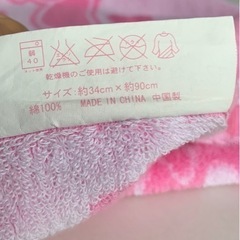 40
乾燥機のご使用は避けて下さい
サイズ：約34cm×約90cm
綿100%　MADE IN CHINA 中国製